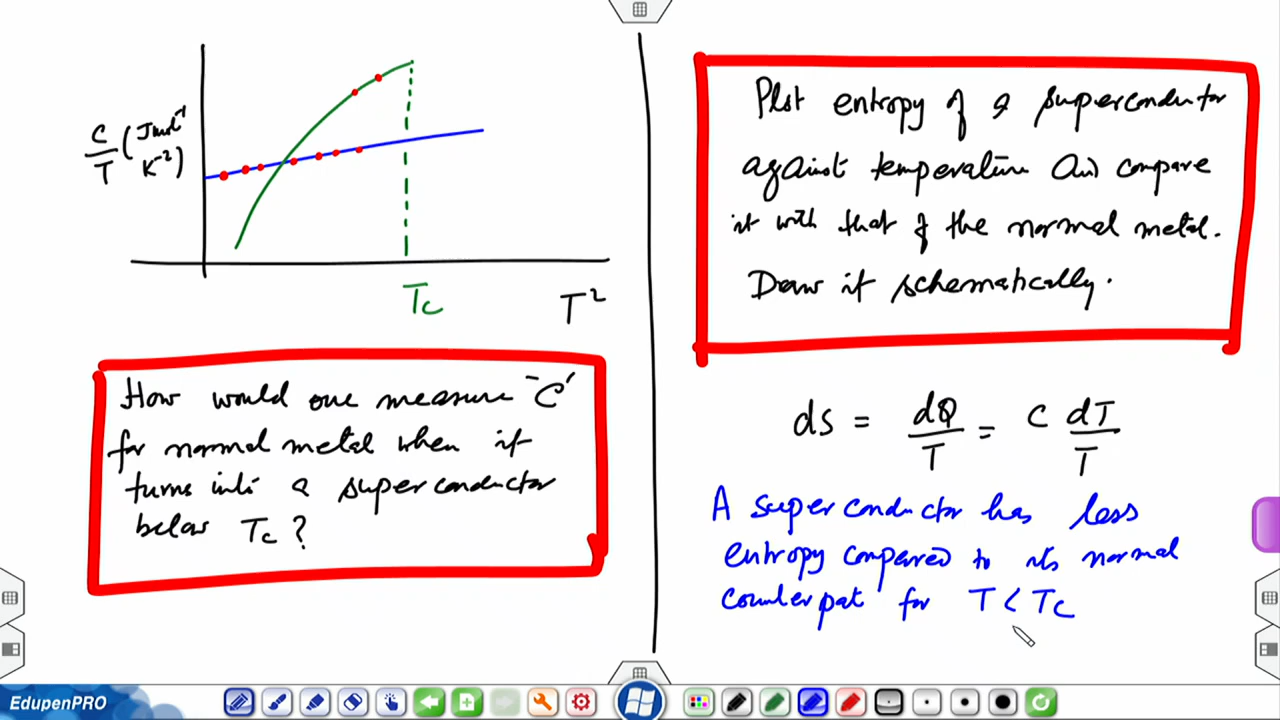 C/T (J mol⁻¹ K⁻²)
Tc
T²
How would one measure 'C'
for normal metal when it
turns into a superconductor
below Tc?
Plot entropy of a superconductor
against temperature and compare
it with that of the normal metal.
Draw it schematically.
ds = dQ/T = C dT/T
A superconductor has less
entropy compared to its normal
counterpat for T < Tc
EdupenPRO